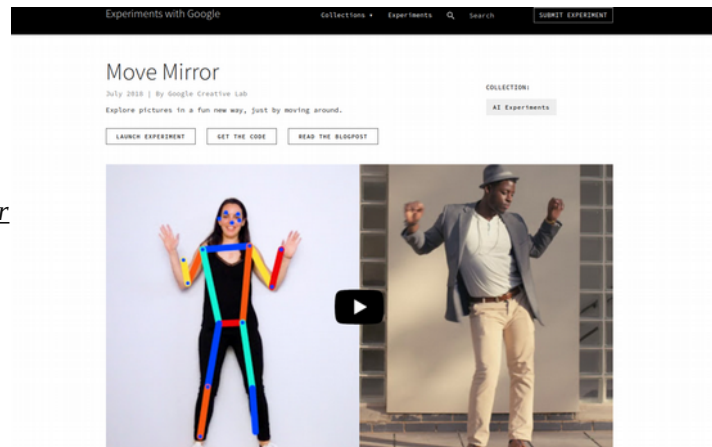 Experiments with Google
Collections
Experiments
Search
SUBMIT EXPERIMENT
Move Mirror
July 2018 | By Google Creative Lab
Explore pictures in a fun new way, just by moving around.
LAUNCH EXPERIMENT
GET THE CODE
READ THE BLOGPOST
COLLECTION:
AI Experiments
r